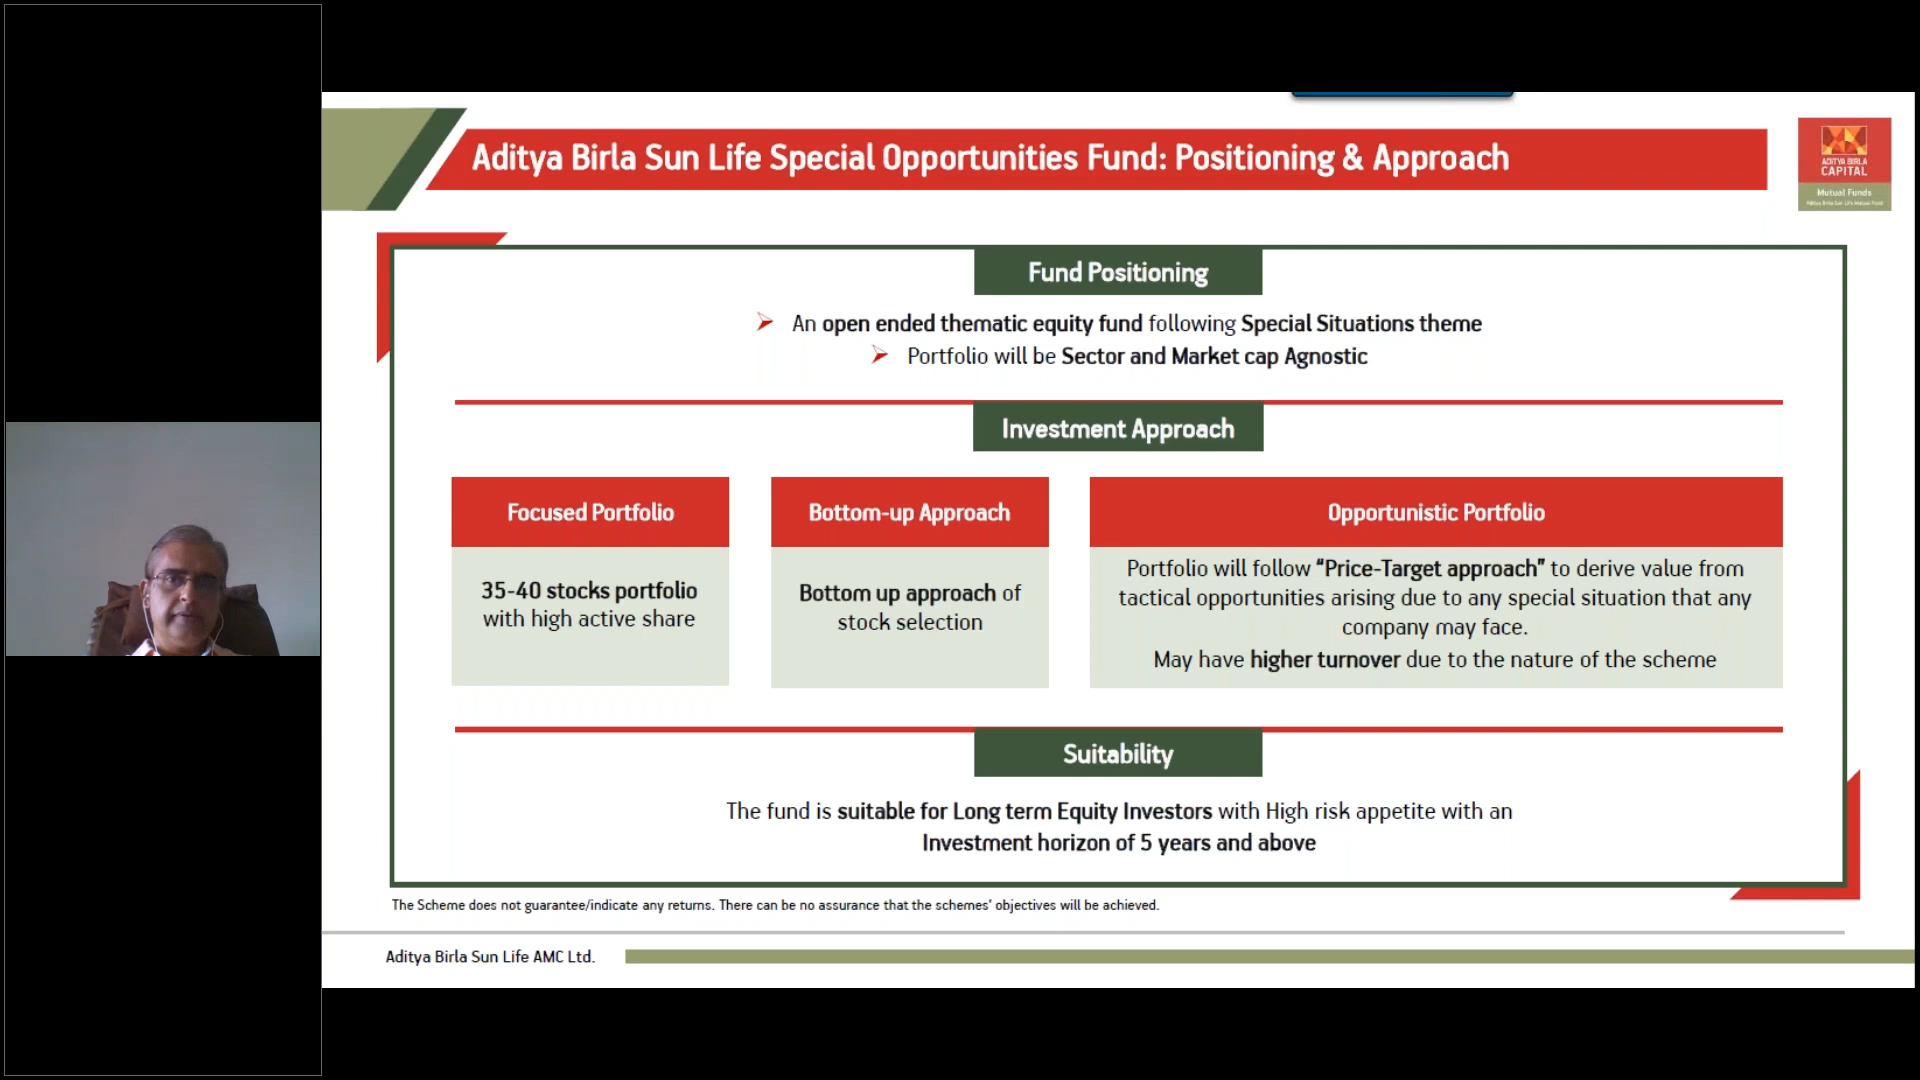 Aditya Birla Sun Life Special Opportunities Fund: Positioning & Approach
ADITYA BIRLA
CAPITAL
Mutual Funds
Aditya Birla Sun Life Mutual Fund
Fund Positioning
An open ended thematic equity fund following Special Situations theme
Portfolio will be Sector and Market cap Agnostic
Investment Approach
Focused Portfolio
35-40 stocks portfolio
with high active share
Bottom-up Approach
Bottom up approach of
stock selection
Opportunistic Portfolio
Portfolio will follow “Price-Target approach” to derive value from
tactical opportunities arising due to any special situation that any
company may face.
May have higher turnover due to the nature of the scheme
Suitability
The fund is suitable for Long term Equity Investors with High risk appetite with an
Investment horizon of 5 years and above
The Scheme does not guarantee/indicate any returns. There can be no assurance that the schemes’ objectives will be achieved.
Aditya Birla Sun Life AMC Ltd.